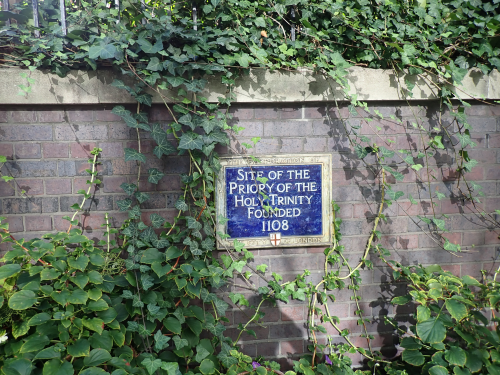 SITE OF THE
PRIORY OF THE
HOLY TRINITY
FOUNDED
1108